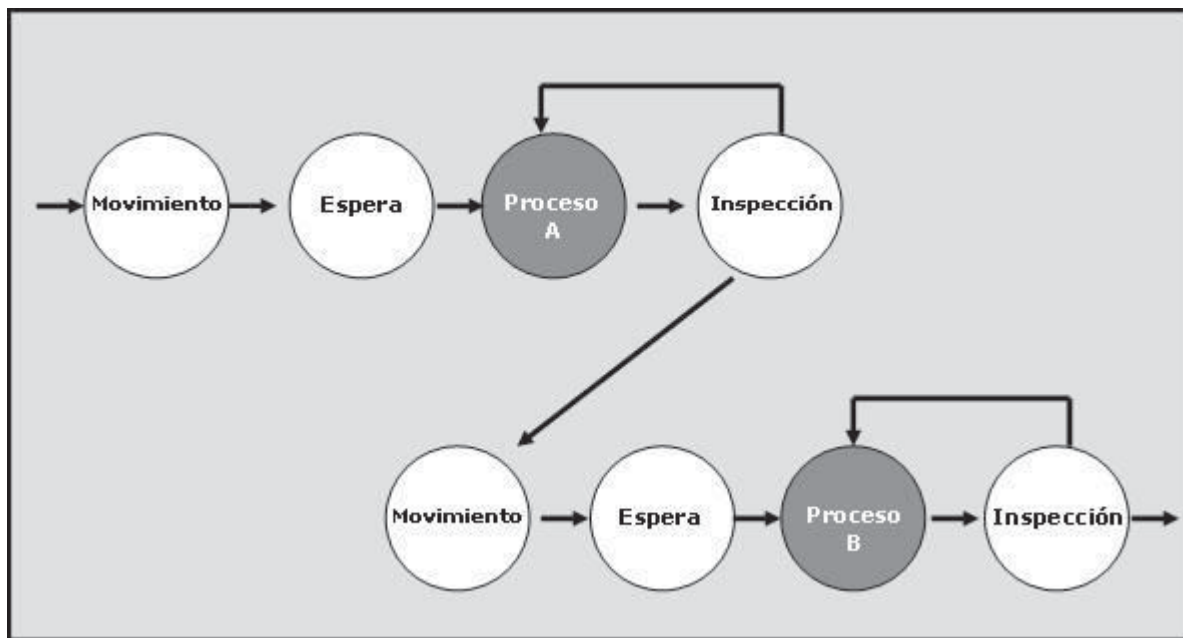 Movimiento
Espera
Proceso
A
Inspección
Movimiento
Espera
Proceso
B
Inspección